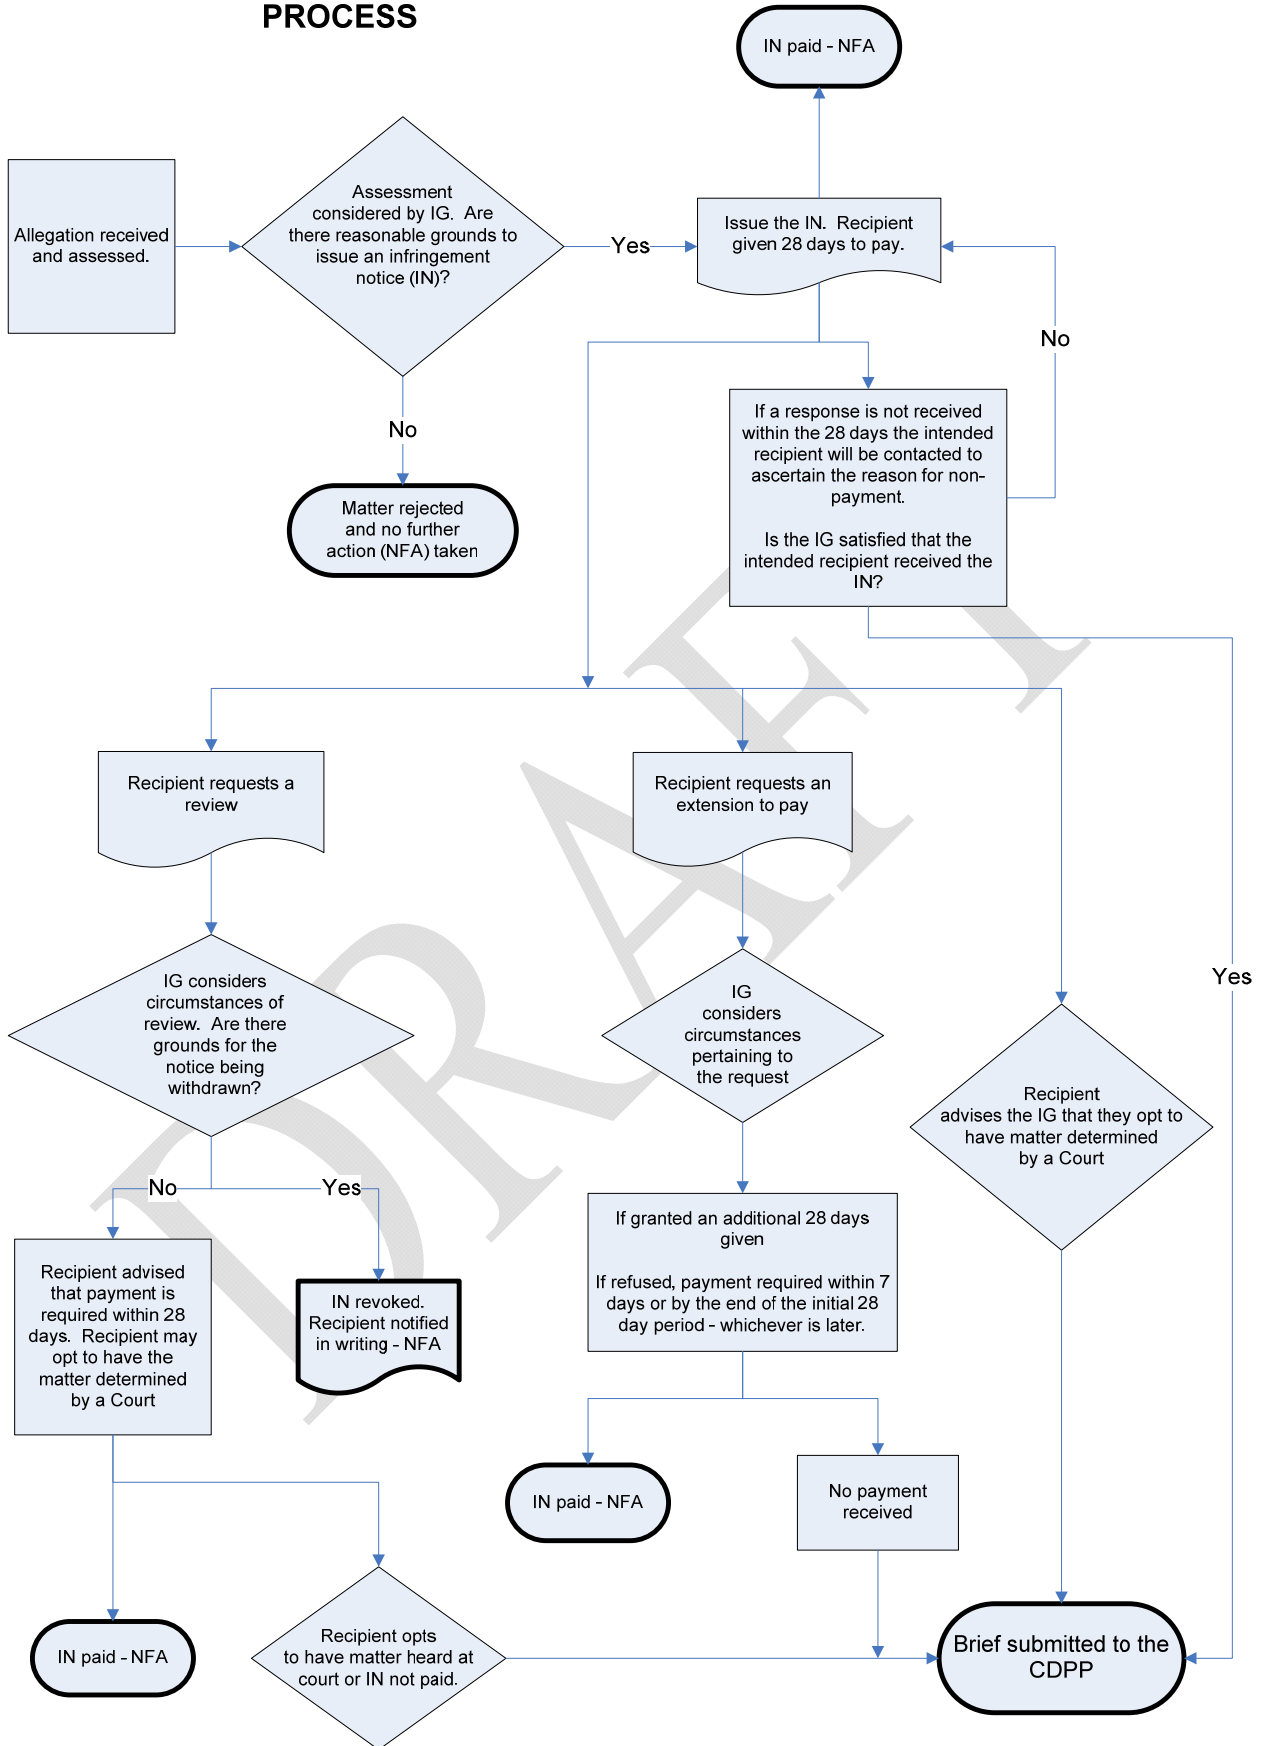 PROCESS
IN paid - NFA
Allegation received
and assessed.
Assessment
considered by IG.  Are
there reasonable grounds to
issue an infringement
notice (IN)?
Yes
Issue the IN.  Recipient
given 28 days to pay.
No
No
Matter rejected
and no further
action (NFA) taken
If a response is not received
within the 28 days the intended
recipient will be contacted to
ascertain the reason for non-
payment.
Is the IG satisfied that the
intended recipient received the
IN?
DRAFT
Recipient requests a
review
Recipient requests an
extension to pay
Yes
IG considers
circumstances of
review.  Are there
grounds for the
notice being
withdrawn?
IG
considers
circumstances
pertaining to
the request
Recipient
advises the IG that they opt to
have matter determined
by a Court
No
Yes
Recipient advised
that payment is
required within 28
days.  Recipient may
opt to have the
matter determined
by a Court
IN revoked.
Recipient notified
in writing - NFA
If granted an additional 28 days
given
If refused, payment required within 7
days or by the end of the initial 28
day period - whichever is later.
IN paid - NFA
No payment
received
IN paid - NFA
Recipient opts
to have matter heard at
court or IN not paid.
Brief submitted to the
CDPP